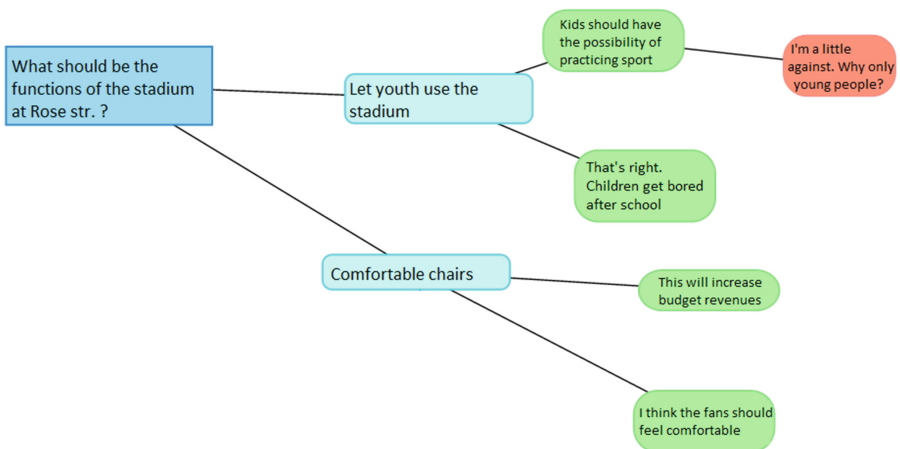 What should be the
functions of the stadium
at Rose str. ?
Let youth use the
stadium
Kids should have
the possibility of
practicing sport
I'm a little
against. Why only
young people?
That's right.
Children get bored
after school
Comfortable chairs
This will increase
budget revenues
I think the fans should
feel comfortable